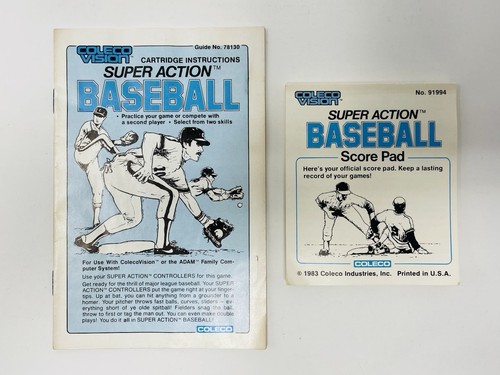 COLECO
VISION™
Guide No. 78130
CARTRIDGE INSTRUCTIONS
SUPER ACTION™
BASEBALL
• Practice your game or compete with
a second player • Select from two skills
For Use With ColecoVision™ or the ADAM™ Family Com-
puter System!
Use your SUPER ACTION™ CONTROLLERS for this game.
Get ready for the thrill of major league baseball. Your SUPER
ACTION™ CONTROLLERS put the game right at your finger-
tips. Up at bat, you can hit anything from a grounder to a
homer. Your pitcher throws fast balls, curves, sliders — ev-
erything short of ye olde spitball! Fielders snag the ball,
throw to first or tag the man out. You can even make double
plays! You do it all in SUPER ACTION™ BASEBALL!
COLECO
COLECO
VISION™
No. 91994
SUPER ACTION™
BASEBALL
Score Pad
Here's your official score pad. Keep a lasting
record of your games!
COLECO
© 1983 Coleco Industries, Inc. Printed in U.S.A.